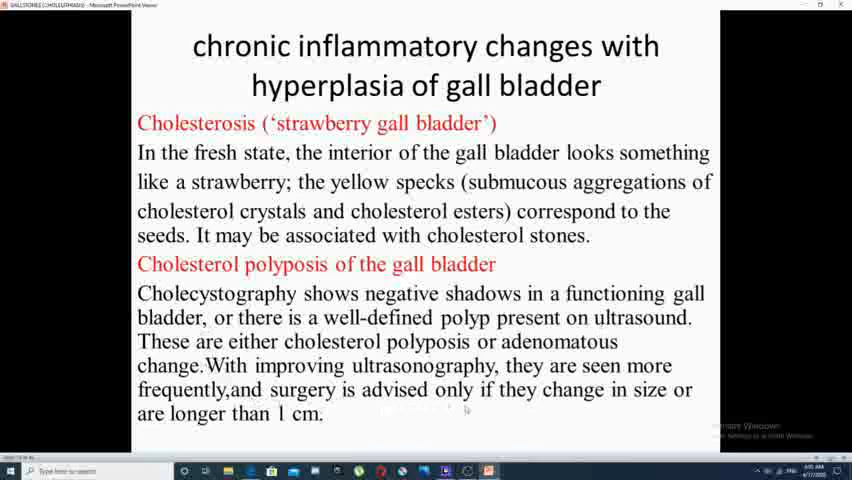 GALLSTONES (CHOLELITHIASIS) - Microsoft PowerPoint Viewer
chronic inflammatory changes with
hyperplasia of gall bladder
Cholesterosis (‘strawberry gall bladder’)
In the fresh state, the interior of the gall bladder looks something
like a strawberry; the yellow specks (submucous aggregations of
cholesterol crystals and cholesterol esters) correspond to the
seeds. It may be associated with cholesterol stones.
Cholesterol polyposis of the gall bladder
Cholecystography shows negative shadows in a functioning gall
bladder, or there is a well-defined polyp present on ultrasound.
These are either cholesterol polyposis or adenomatous
change.With improving ultrasonography, they are seen more
frequently,and surgery is advised only if they change in size or
are longer than 1 cm.
Windows
Type here to search
ENG